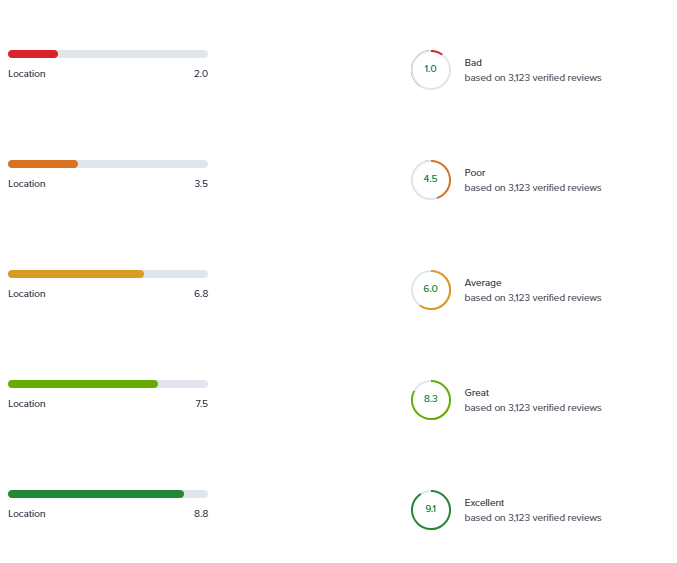 Location 2.0
1.0
Bad
based on 3,123 verified reviews
Location 3.5
4.5
Poor
based on 3,123 verified reviews
Location 6.8
6.0
Average
based on 3,123 verified reviews
Location 7.5
8.3
Great
based on 3,123 verified reviews
Location 8.8
9.1
Excellent
based on 3,123 verified reviews